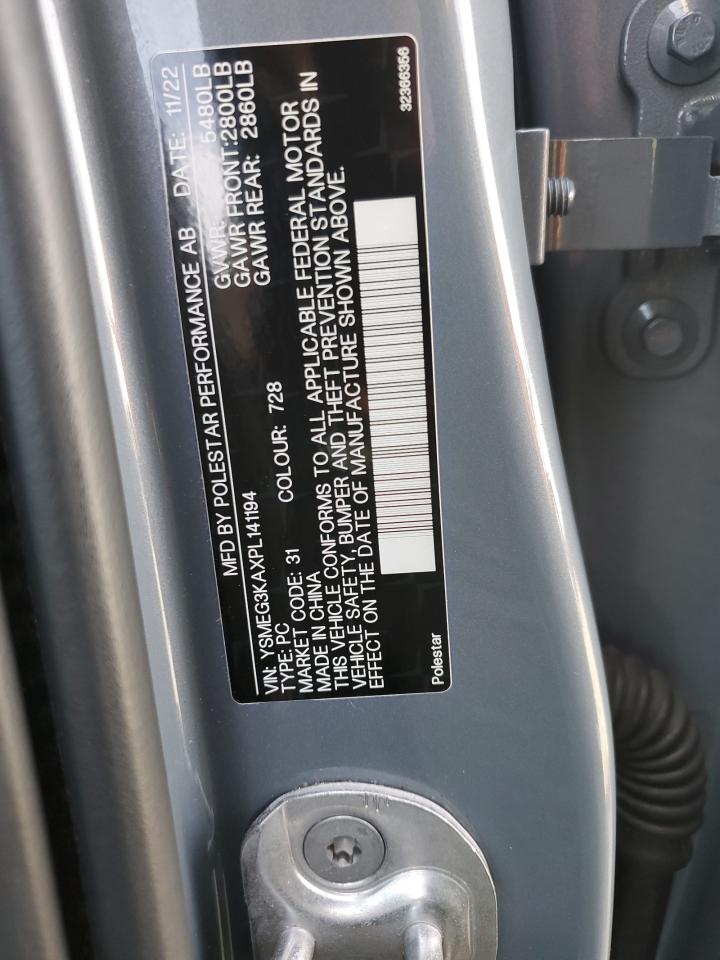 MFD BY POLESTAR PERFORMANCE AB DATE: 11/22
GVWR: 5480LB
GAWR FRONT:2800LB
GAWR REAR: 2860LB
VIN: YSMEG3KAXPL141194
TYPE: PC
MARKET CODE: 31 COLOUR: 728
MADE IN CHINA
THIS VEHICLE CONFORMS TO ALL APPLICABLE FEDERAL MOTOR
VEHICLE SAFETY, BUMPER AND THEFT PREVENTION STANDARDS IN
EFFECT ON THE DATE OF MANUFACTURE SHOWN ABOVE.
Polestar 32366356